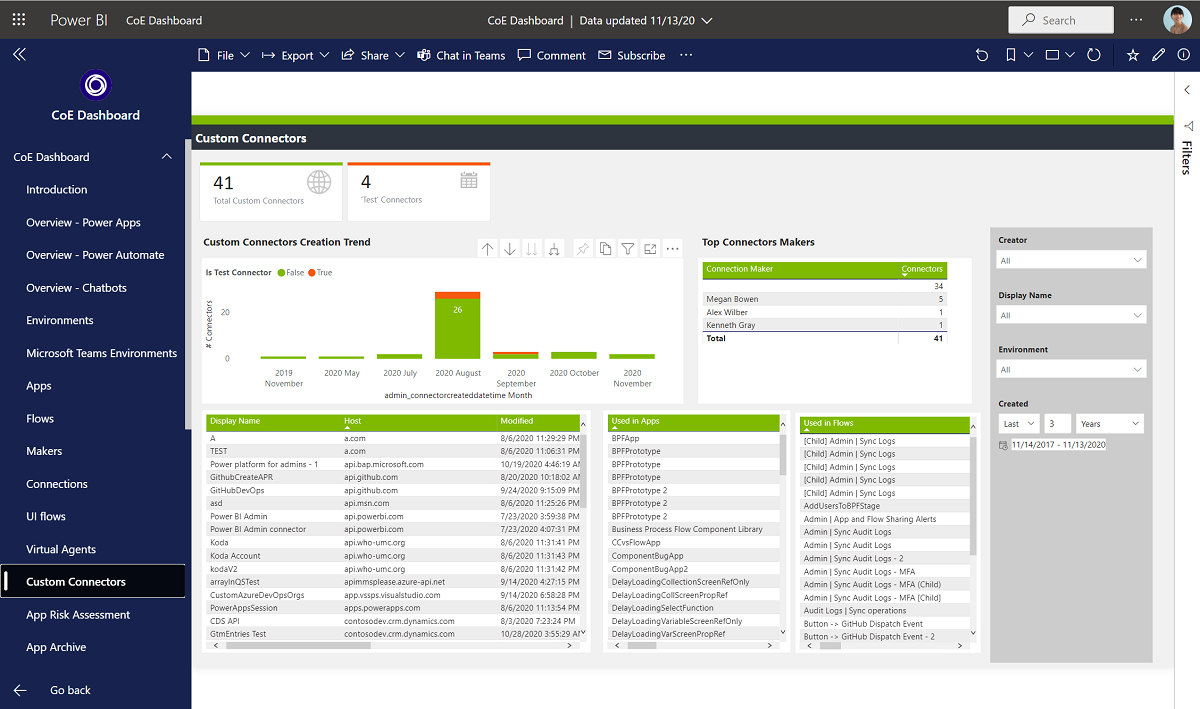 Power BI CoE Dashboard
CoE Dashboard | Data updated 11/13/20
Search
File Export Share Chat in Teams Comment Subscribe
CoE Dashboard
CoE Dashboard
Introduction
Overview - Power Apps
Overview - Power Automate
Overview - Chatbots
Environments
Microsoft Teams Environments
Apps
Flows
Makers
Connections
UI flows
Virtual Agents
Custom Connectors
App Risk Assessment
App Archive
Go back
Custom Connectors
41
Total Custom Connectors
4
'Test' Connectors
Custom Connectors Creation Trend
Is Test Connector False True
# Connectors
20
0
26
2019 November
2020 May
2020 July
2020 August
2020 September
2020 October
2020 November
admin_connectorcreateddatetime Month
Top Connectors Makers
Connection Maker Connectors
34
Megan Bowen 5
Alex Wilber 1
Kenneth Gray 1
Total 41
Display Name Host Modified
A a.com 8/6/2020 11:29:29 PM
TEST a.com 8/6/2020 11:06:31 PM
Power platform for admins - 1 api.bap.microsoft.com 10/19/2020 4:46:19 AM
GithubCreateAPR api.github.com 8/20/2020 10:18:02 A
GitHubDevOps api.github.com 9/24/2020 9:15:09 PM
asd api.msn.com 8/6/2020 11:25:26 PM
Power BI Admin api.powerbi.com 7/23/2020 3:59:38 PM
Power BI Admin connector api.powerbi.com 7/23/2020 4:07:31 PM
Koda api.who-umc.org 8/6/2020 11:31:41 PM
Koda Account api.who-umc.org 8/6/2020 11:31:43 PM
kodaV2 api.who-umc.org 8/6/2020 11:31:42 PM
arrayInQSTest apimmsplease.azure-api.net 9/14/2020 4:27:15 PM
CustomAzureDevOpsOrgs app.vssps.visualstudio.com 9/14/2020 6:58:28 PM
PowerAppsSession apps.powerapps.com 8/6/2020 11:13:54 PM
CDS API contosodev.crm.dynamics.com 8/3/2020 7:23:24 PM
GtmEntries Test contosodev.crm.dynamics.com 10/28/2020 3:55:29 A
Used in Apps
BPFApp
BPFPrototype
BPFPrototype
BPFPrototype
BPFPrototype 2
BPFPrototype 2
BPFPrototype 2
Business Process Flow Component Library
CCvsFlowApp
ComponentBugApp
ComponentBugApp2
DelayLoadingCollectionScreenRefOnly
DelayLoadingCollScreenPropRef
DelayLoadingSelectFunction
DelayLoadingVariableScreenRefOnly
DelayLoadingVarScreenPropRef
Used in Flows
[Child] Admin | Sync Logs
[Child] Admin | Sync Logs
[Child] Admin | Sync Logs
[Child] Admin | Sync Logs
[Child] Admin | Sync Logs
AddUsersToBPFStage
Admin | App and Flow Sharing Alerts
Admin | Sync Audit Logs
Admin | Sync Audit Logs
Admin | Sync Audit Logs - 2
Admin | Sync Audit Logs - MFA
Admin | Sync Audit Logs - MFA (Child)
Admin | Sync Audit Logs - MFA [Child]
Audit Logs | Sync operations
Button -> GitHub Dispatch Event
Button -> GitHub Dispatch Event - 2
Creator
All
Display Name
All
Environment
All
Created
Last 3 Years
11/14/2017 - 11/13/2020
Filters